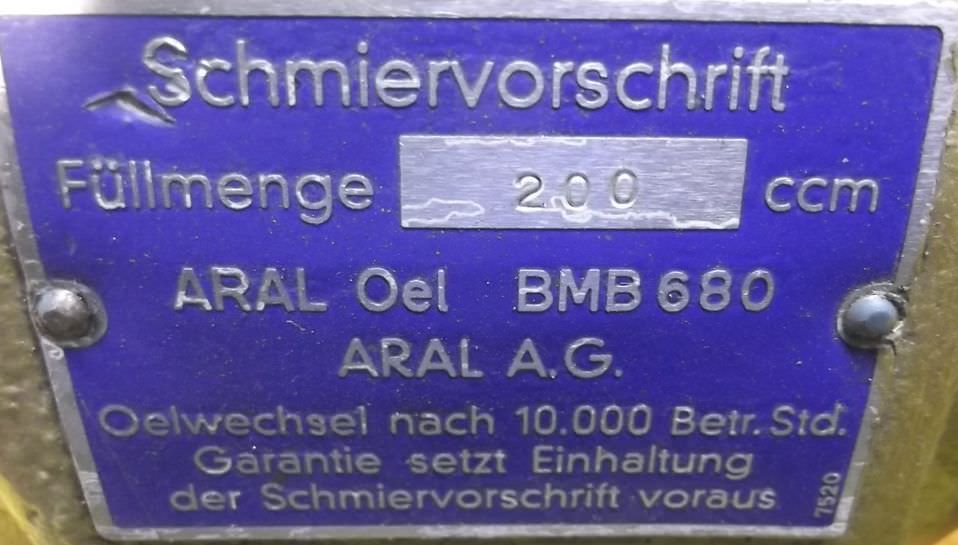 Schmiervorschrift
Füllmenge 200 ccm
ARAL Oel BMB 680
ARAL A.G.
Oelwechsel nach 10.000 Betr. Std.
Garantie setzt Einhaltung
der Schmiervorschrift voraus
7520